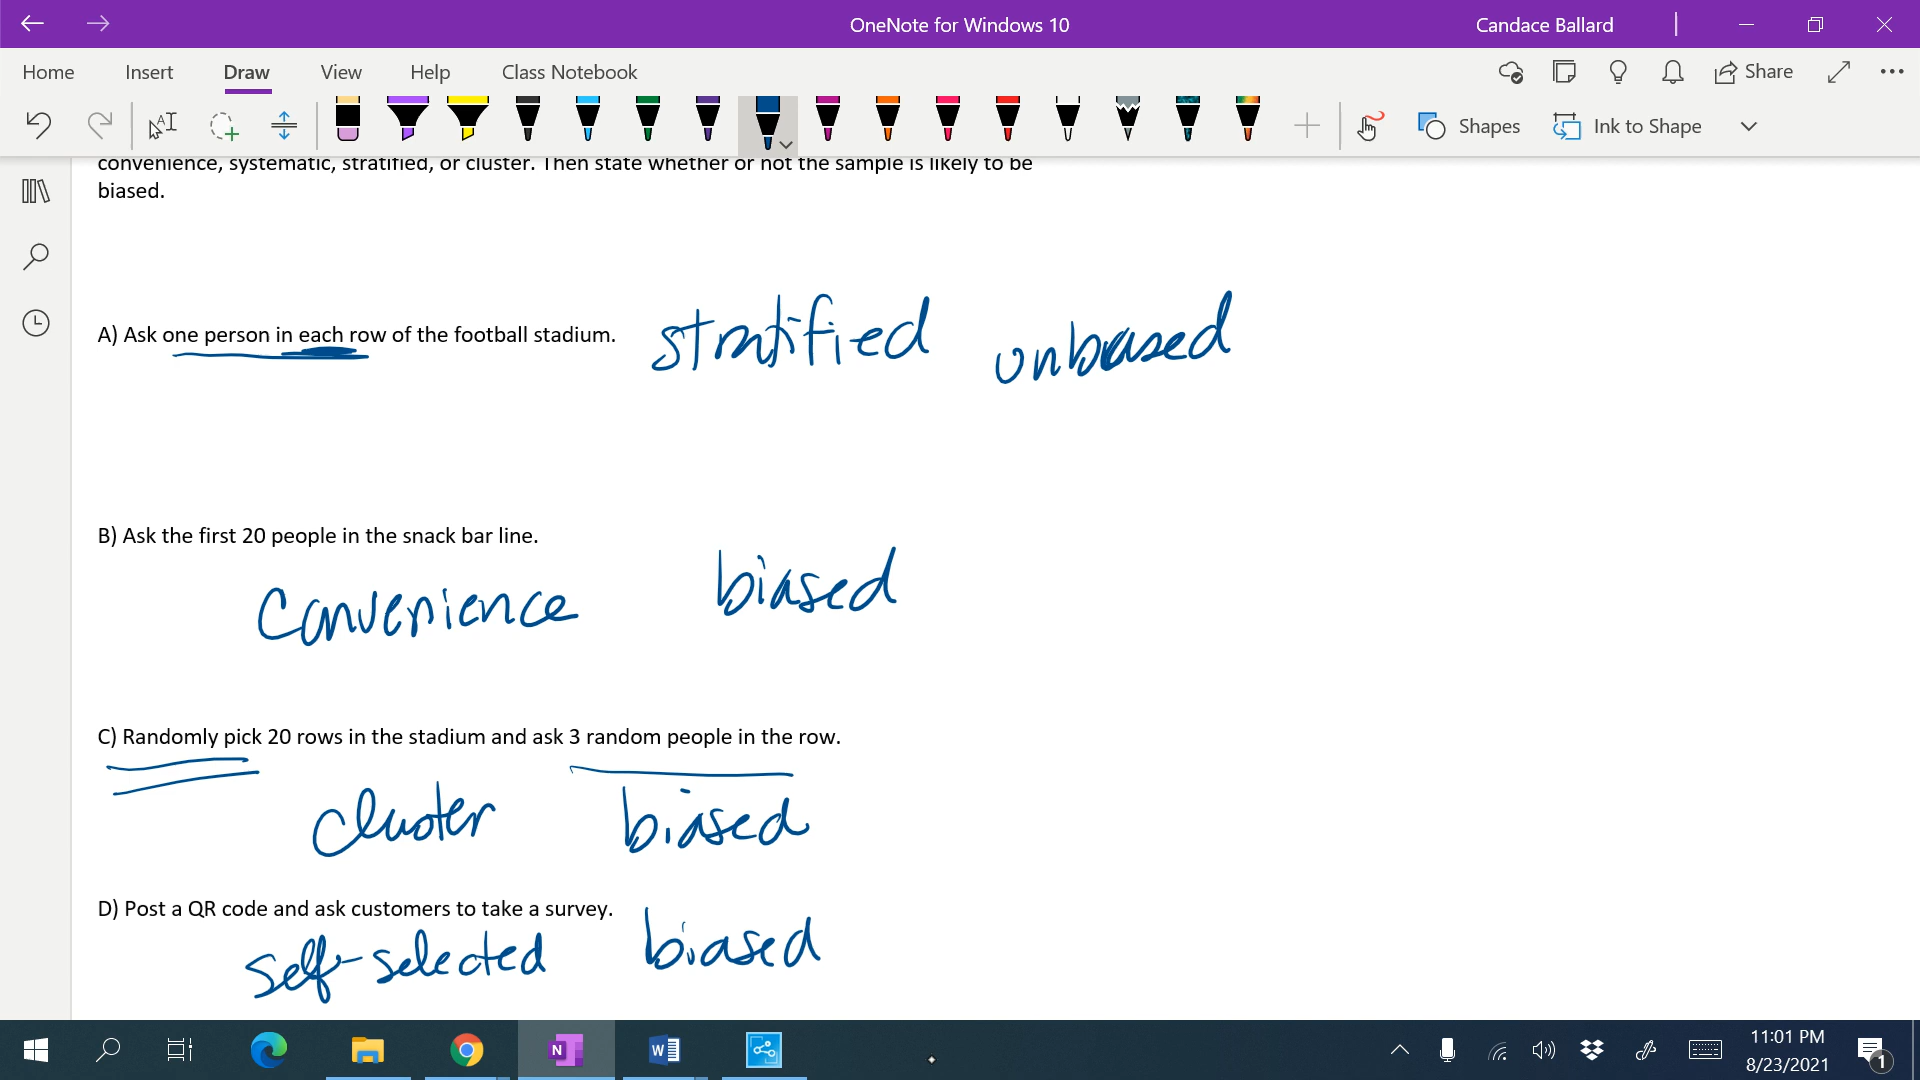 OneNote for Windows 10
Candace Ballard
Home Insert Draw View Help Class Notebook
Share
Shapes
Ink to Shape
convenience, systematic, stratified, or cluster. Then state whether or not the sample is likely to be
biased.
A) Ask one person in each row of the football stadium.
stratified unbiased
B) Ask the first 20 people in the snack bar line.
convenience biased
C) Randomly pick 20 rows in the stadium and ask 3 random people in the row.
cluster biased
D) Post a QR code and ask customers to take a survey.
self-selected biased
11:01 PM
8/23/2021
1